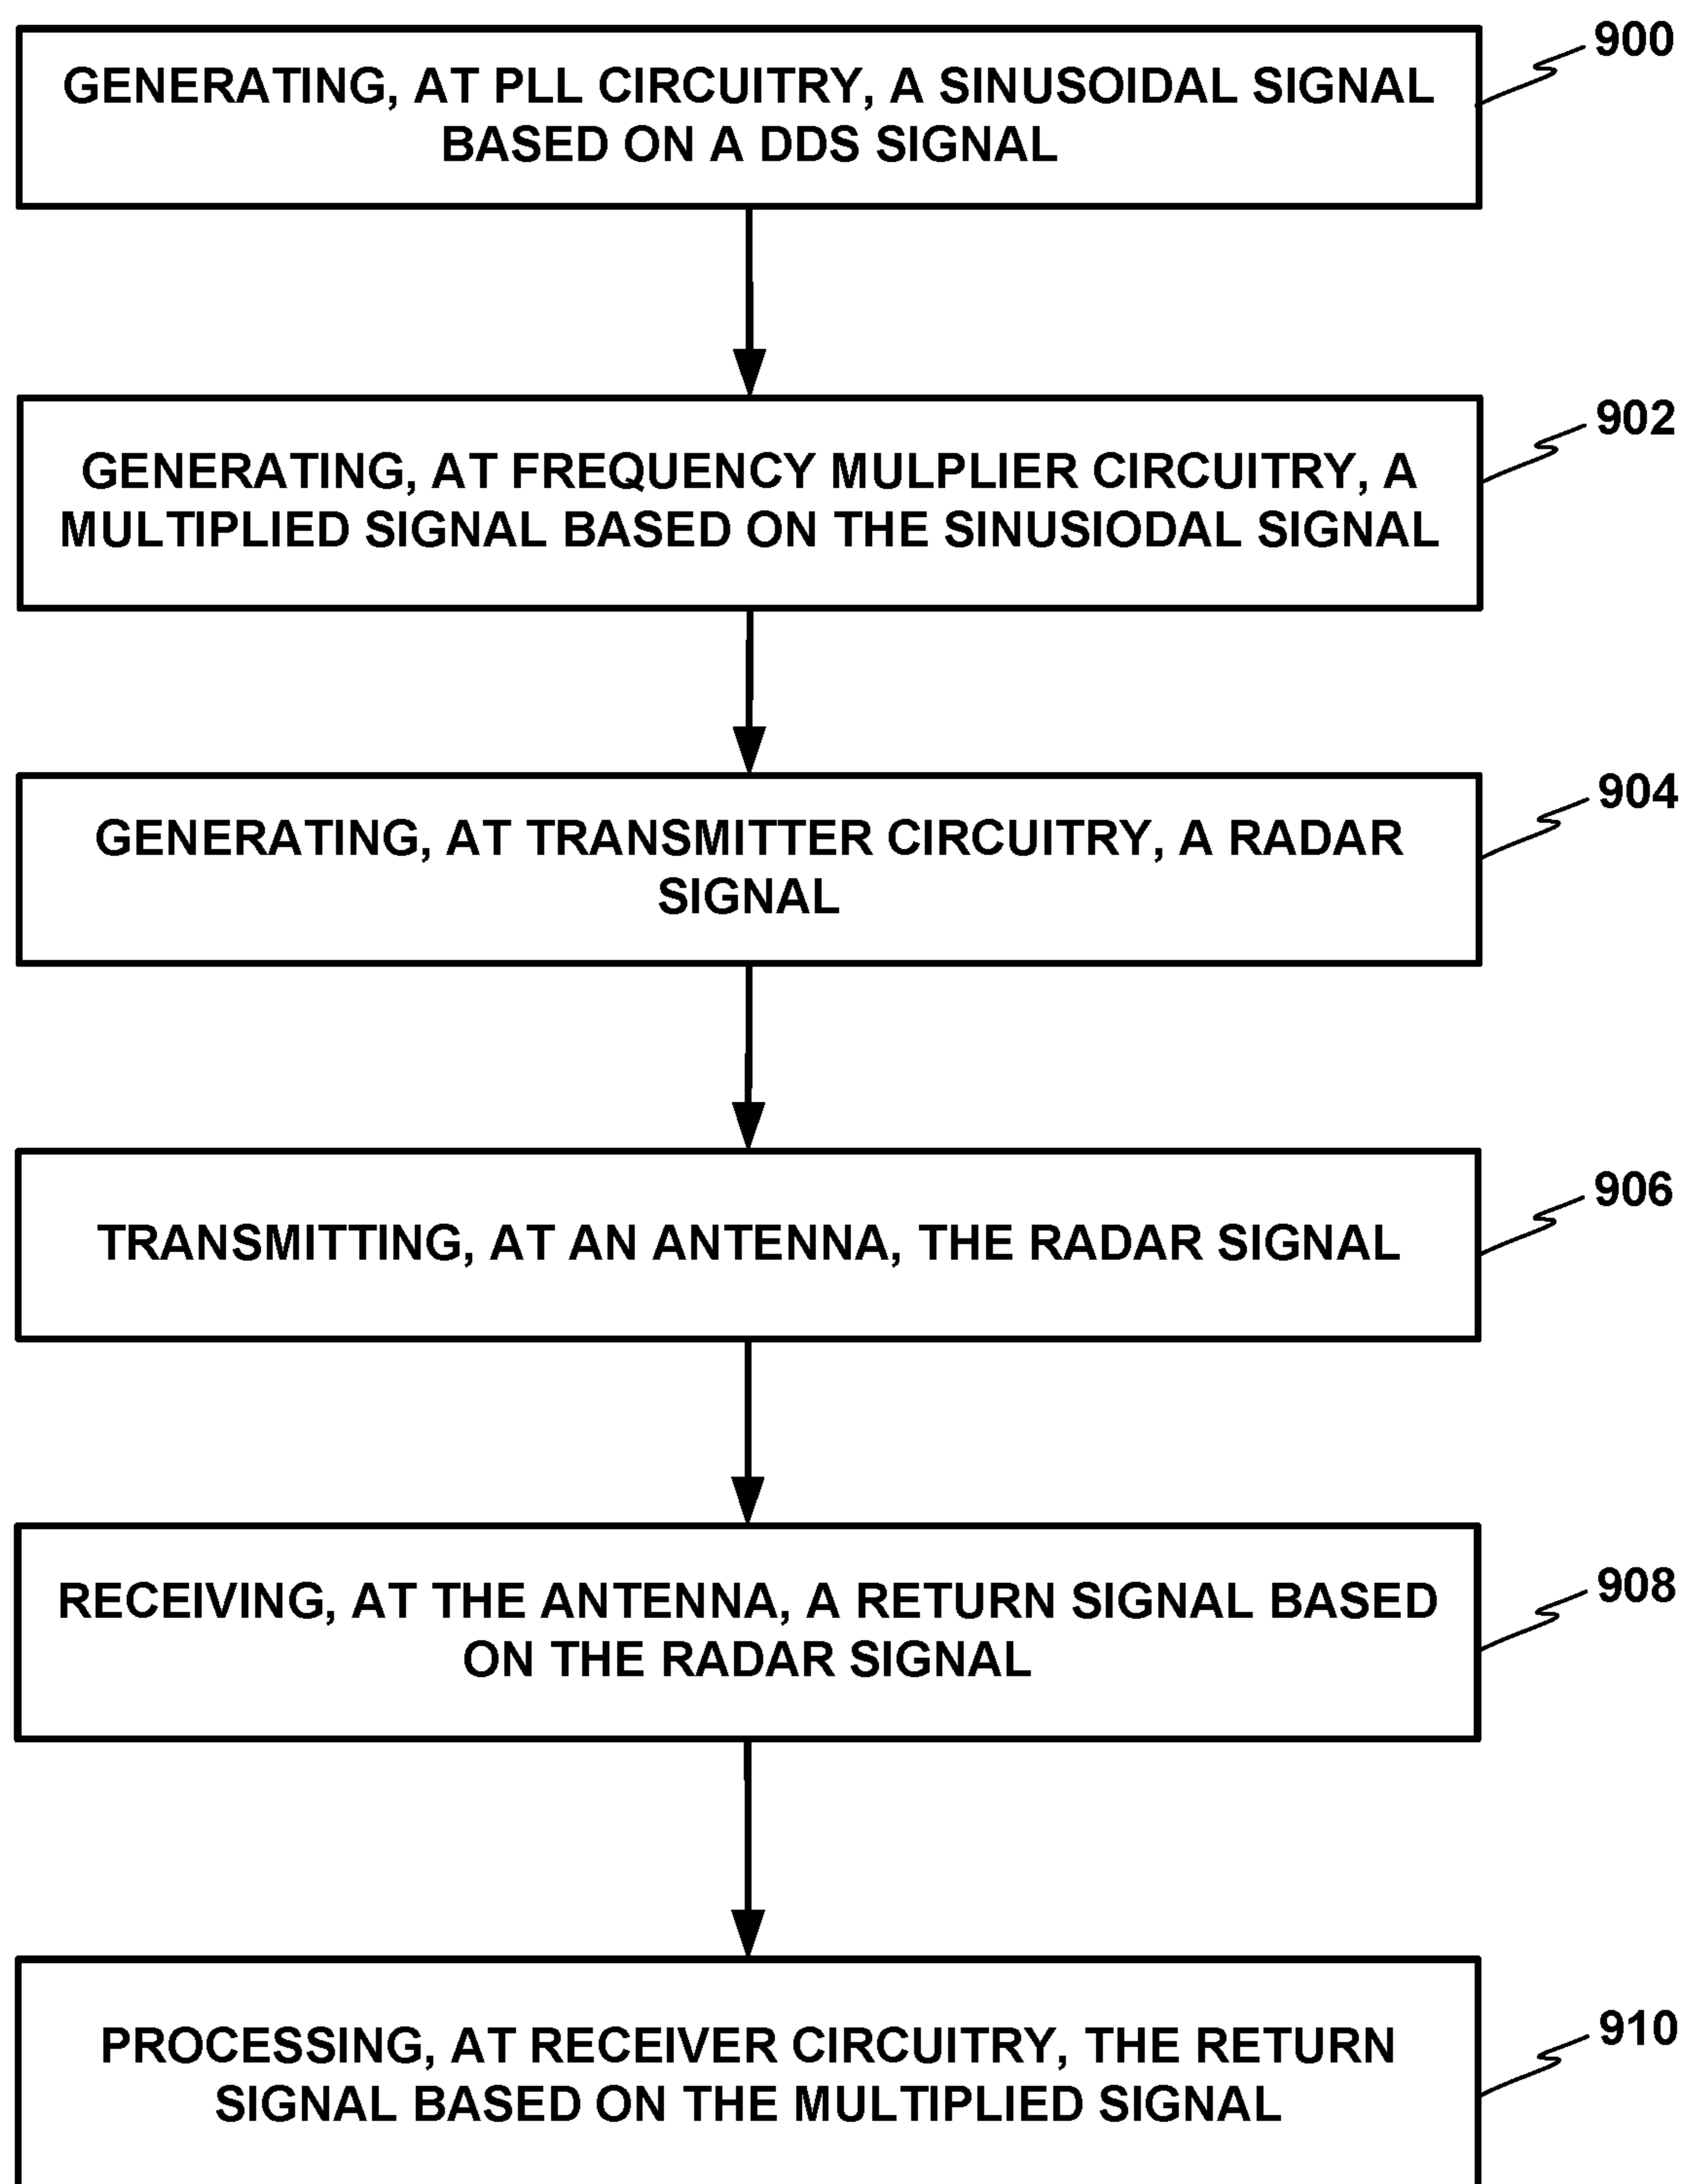 900
GENERATING, AT PLL CIRCUITRY, A SINUSOIDAL SIGNAL
BASED ON A DDS SIGNAL
902
GENERATING, AT FREQUENCY MULPLIER CIRCUITRY, A
MULTIPLIED SIGNAL BASED ON THE SINUSIODAL SIGNAL
904
GENERATING, AT TRANSMITTER CIRCUITRY, A RADAR
SIGNAL
906
TRANSMITTING, AT AN ANTENNA, THE RADAR SIGNAL
908
RECEIVING, AT THE ANTENNA, A RETURN SIGNAL BASED
ON THE RADAR SIGNAL
910
PROCESSING, AT RECEIVER CIRCUITRY, THE RETURN
SIGNAL BASED ON THE MULTIPLIED SIGNAL